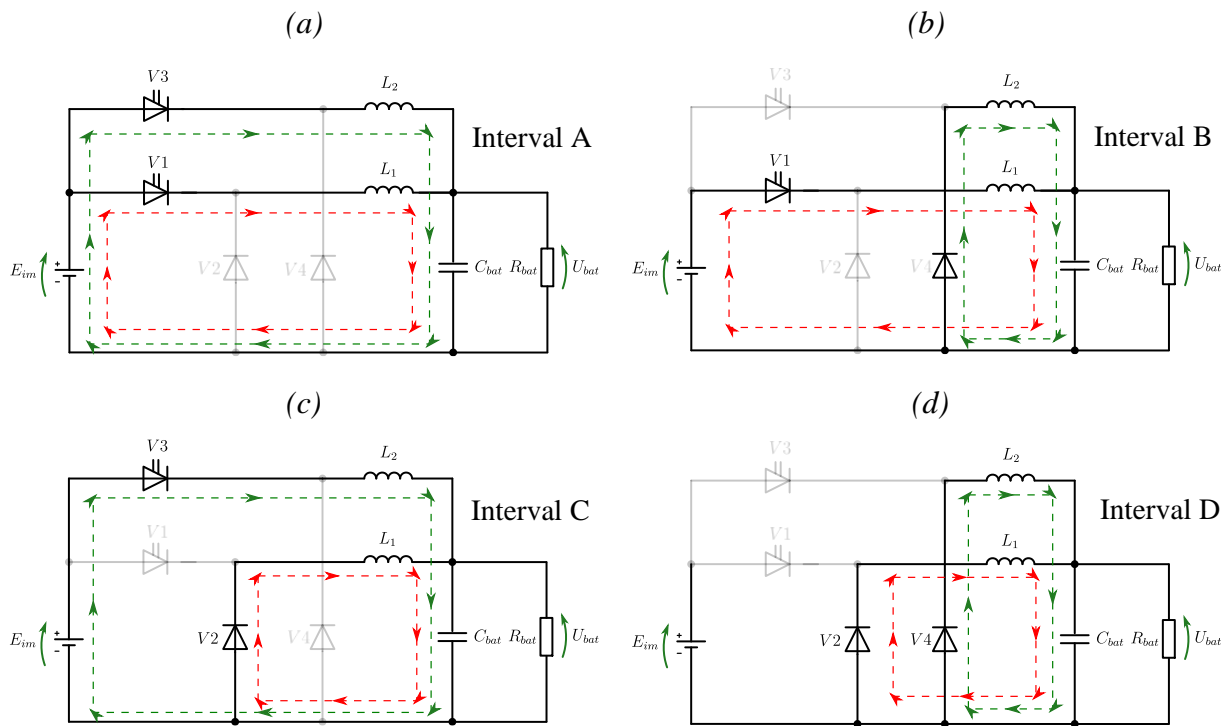 (a)
V3
L2
Interval A
V1
L1
Eim
+
-
V2
V4
Cbat
Rbat
Ubat
(b)
V3
L2
Interval B
V1
L1
Eim
+
-
V2
V4
Cbat
Rbat
Ubat
(c)
V3
L2
Interval C
V1
L1
Eim
+
-
V2
V4
Cbat
Rbat
Ubat
(d)
V3
L2
Interval D
V1
L1
Eim
+
-
V2
V4
Cbat
Rbat
Ubat